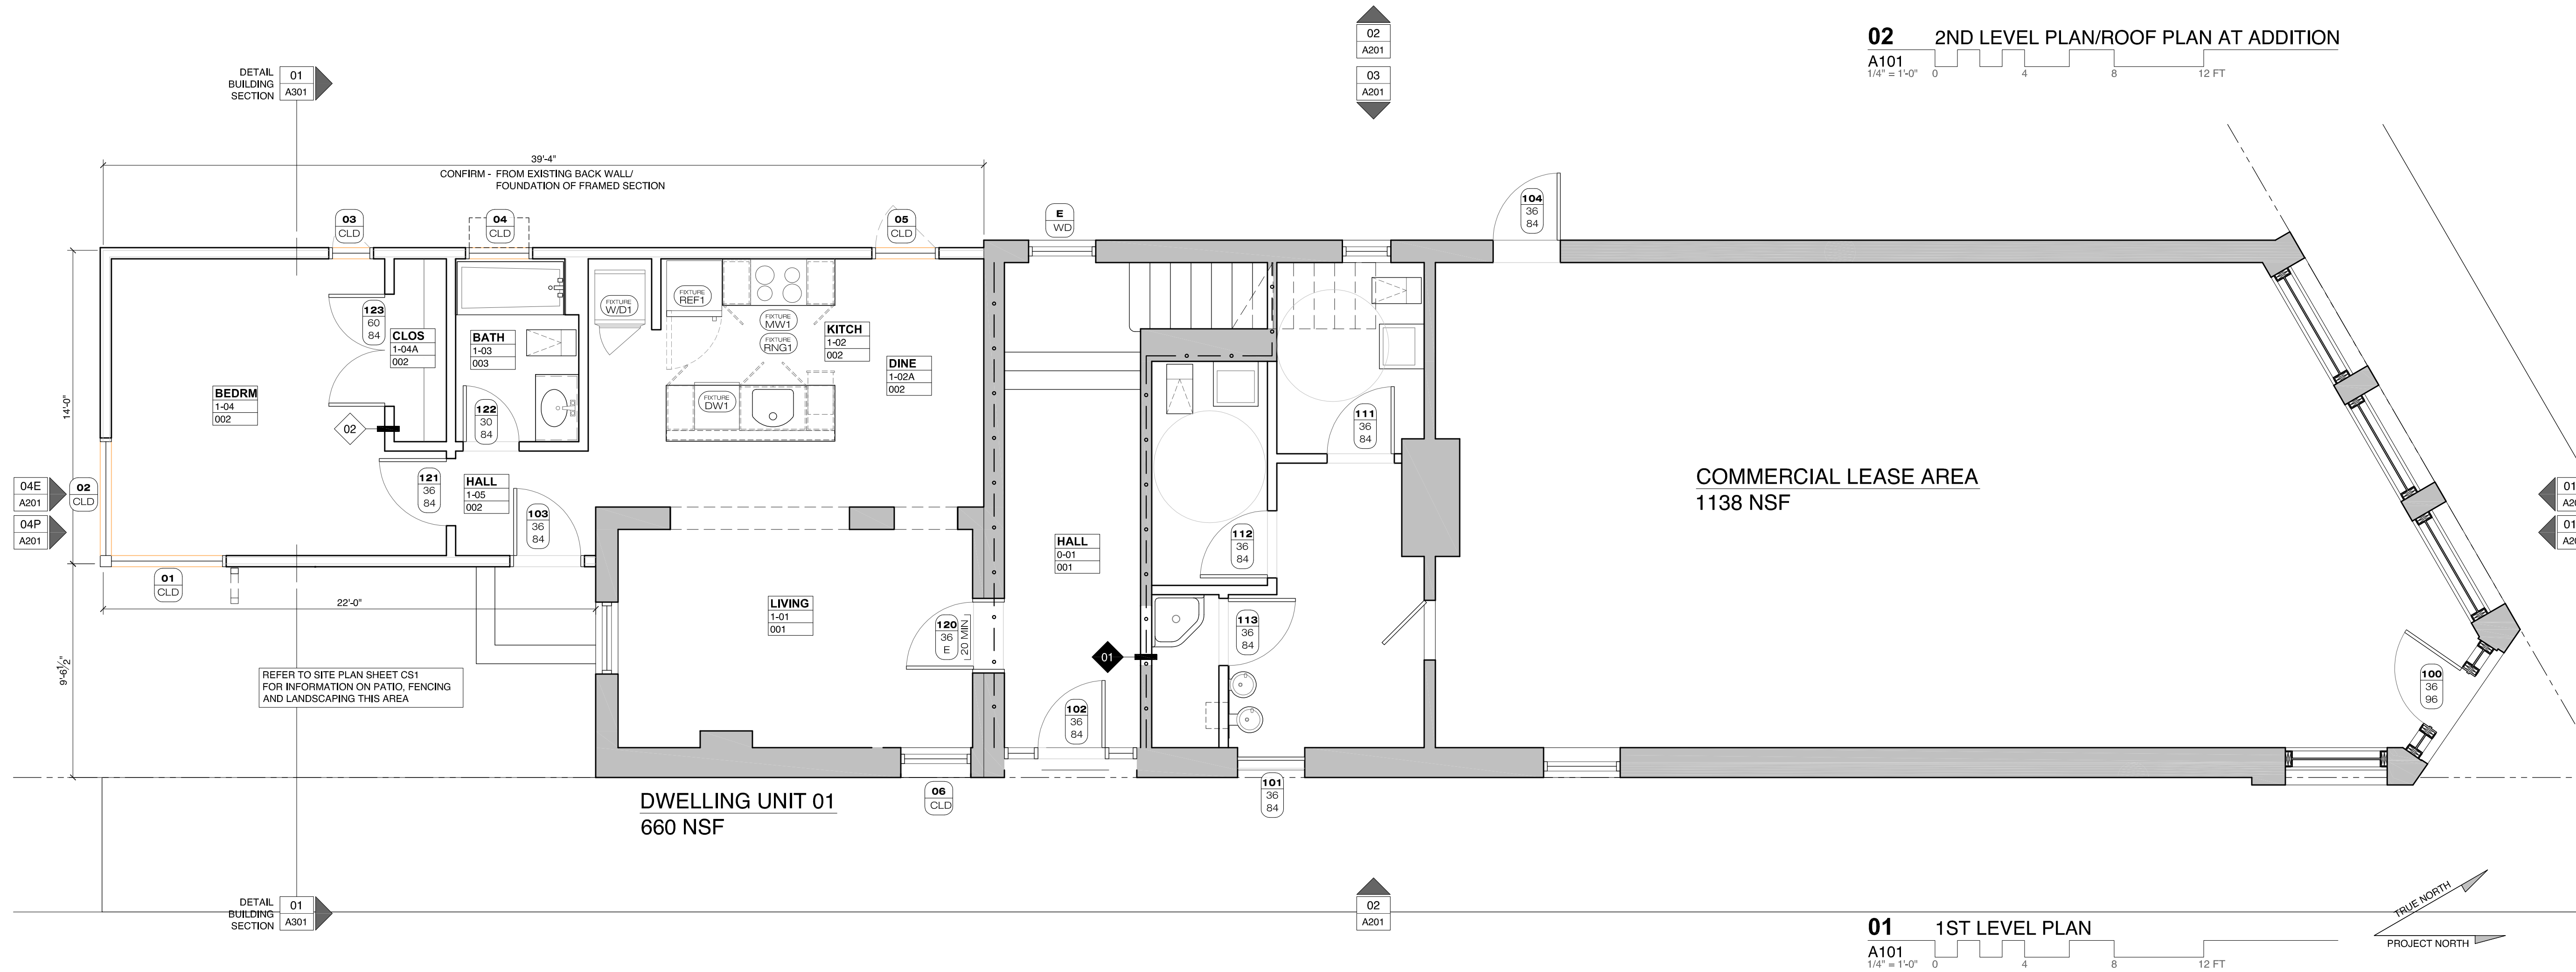 02
A201
03
A201
02 2ND LEVEL PLAN/ROOF PLAN AT ADDITION
A101
1/4" = 1'-0" 0 4 8 12 FT
DETAIL
BUILDING
SECTION
01
A301
39'-4"
CONFIRM - FROM EXISTING BACK WALL/
FOUNDATION OF FRAMED SECTION
03
CLD
04
CLD
05
CLD
E
WD
104
36
84
14'-0"
9'-6½"
22'-0"
04E
A201
04P
A201
02
CLD
01
CLD
BEDRM
1-04
002
02
123
60
84
CLOS
1-04A
002
BATH
1-03
003
122
30
84
121
36
84
HALL
1-05
002
103
36
84
FIXTURE
W/D1
FIXTURE
REF1
FIXTURE
MW1
FIXTURE
RNG1
FIXTURE
DW1
KITCH
1-02
002
DINE
1-02A
002
LIVING
1-01
001
120
36
E
20 MIN
HALL
0-01
001
01
102
36
84
111
36
84
112
36
84
113
36
84
101
36
84
COMMERCIAL LEASE AREA
1138 NSF
100
36
96
01
01
REFER TO SITE PLAN SHEET CS1
FOR INFORMATION ON PATIO, FENCING
AND LANDSCAPING THIS AREA
06
CLD
DWELLING UNIT 01
660 NSF
DETAIL
BUILDING
SECTION
01
A301
02
A201
01 1ST LEVEL PLAN
A101
1/4" = 1'-0" 0 4 8 12 FT
TRUE NORTH
PROJECT NORTH